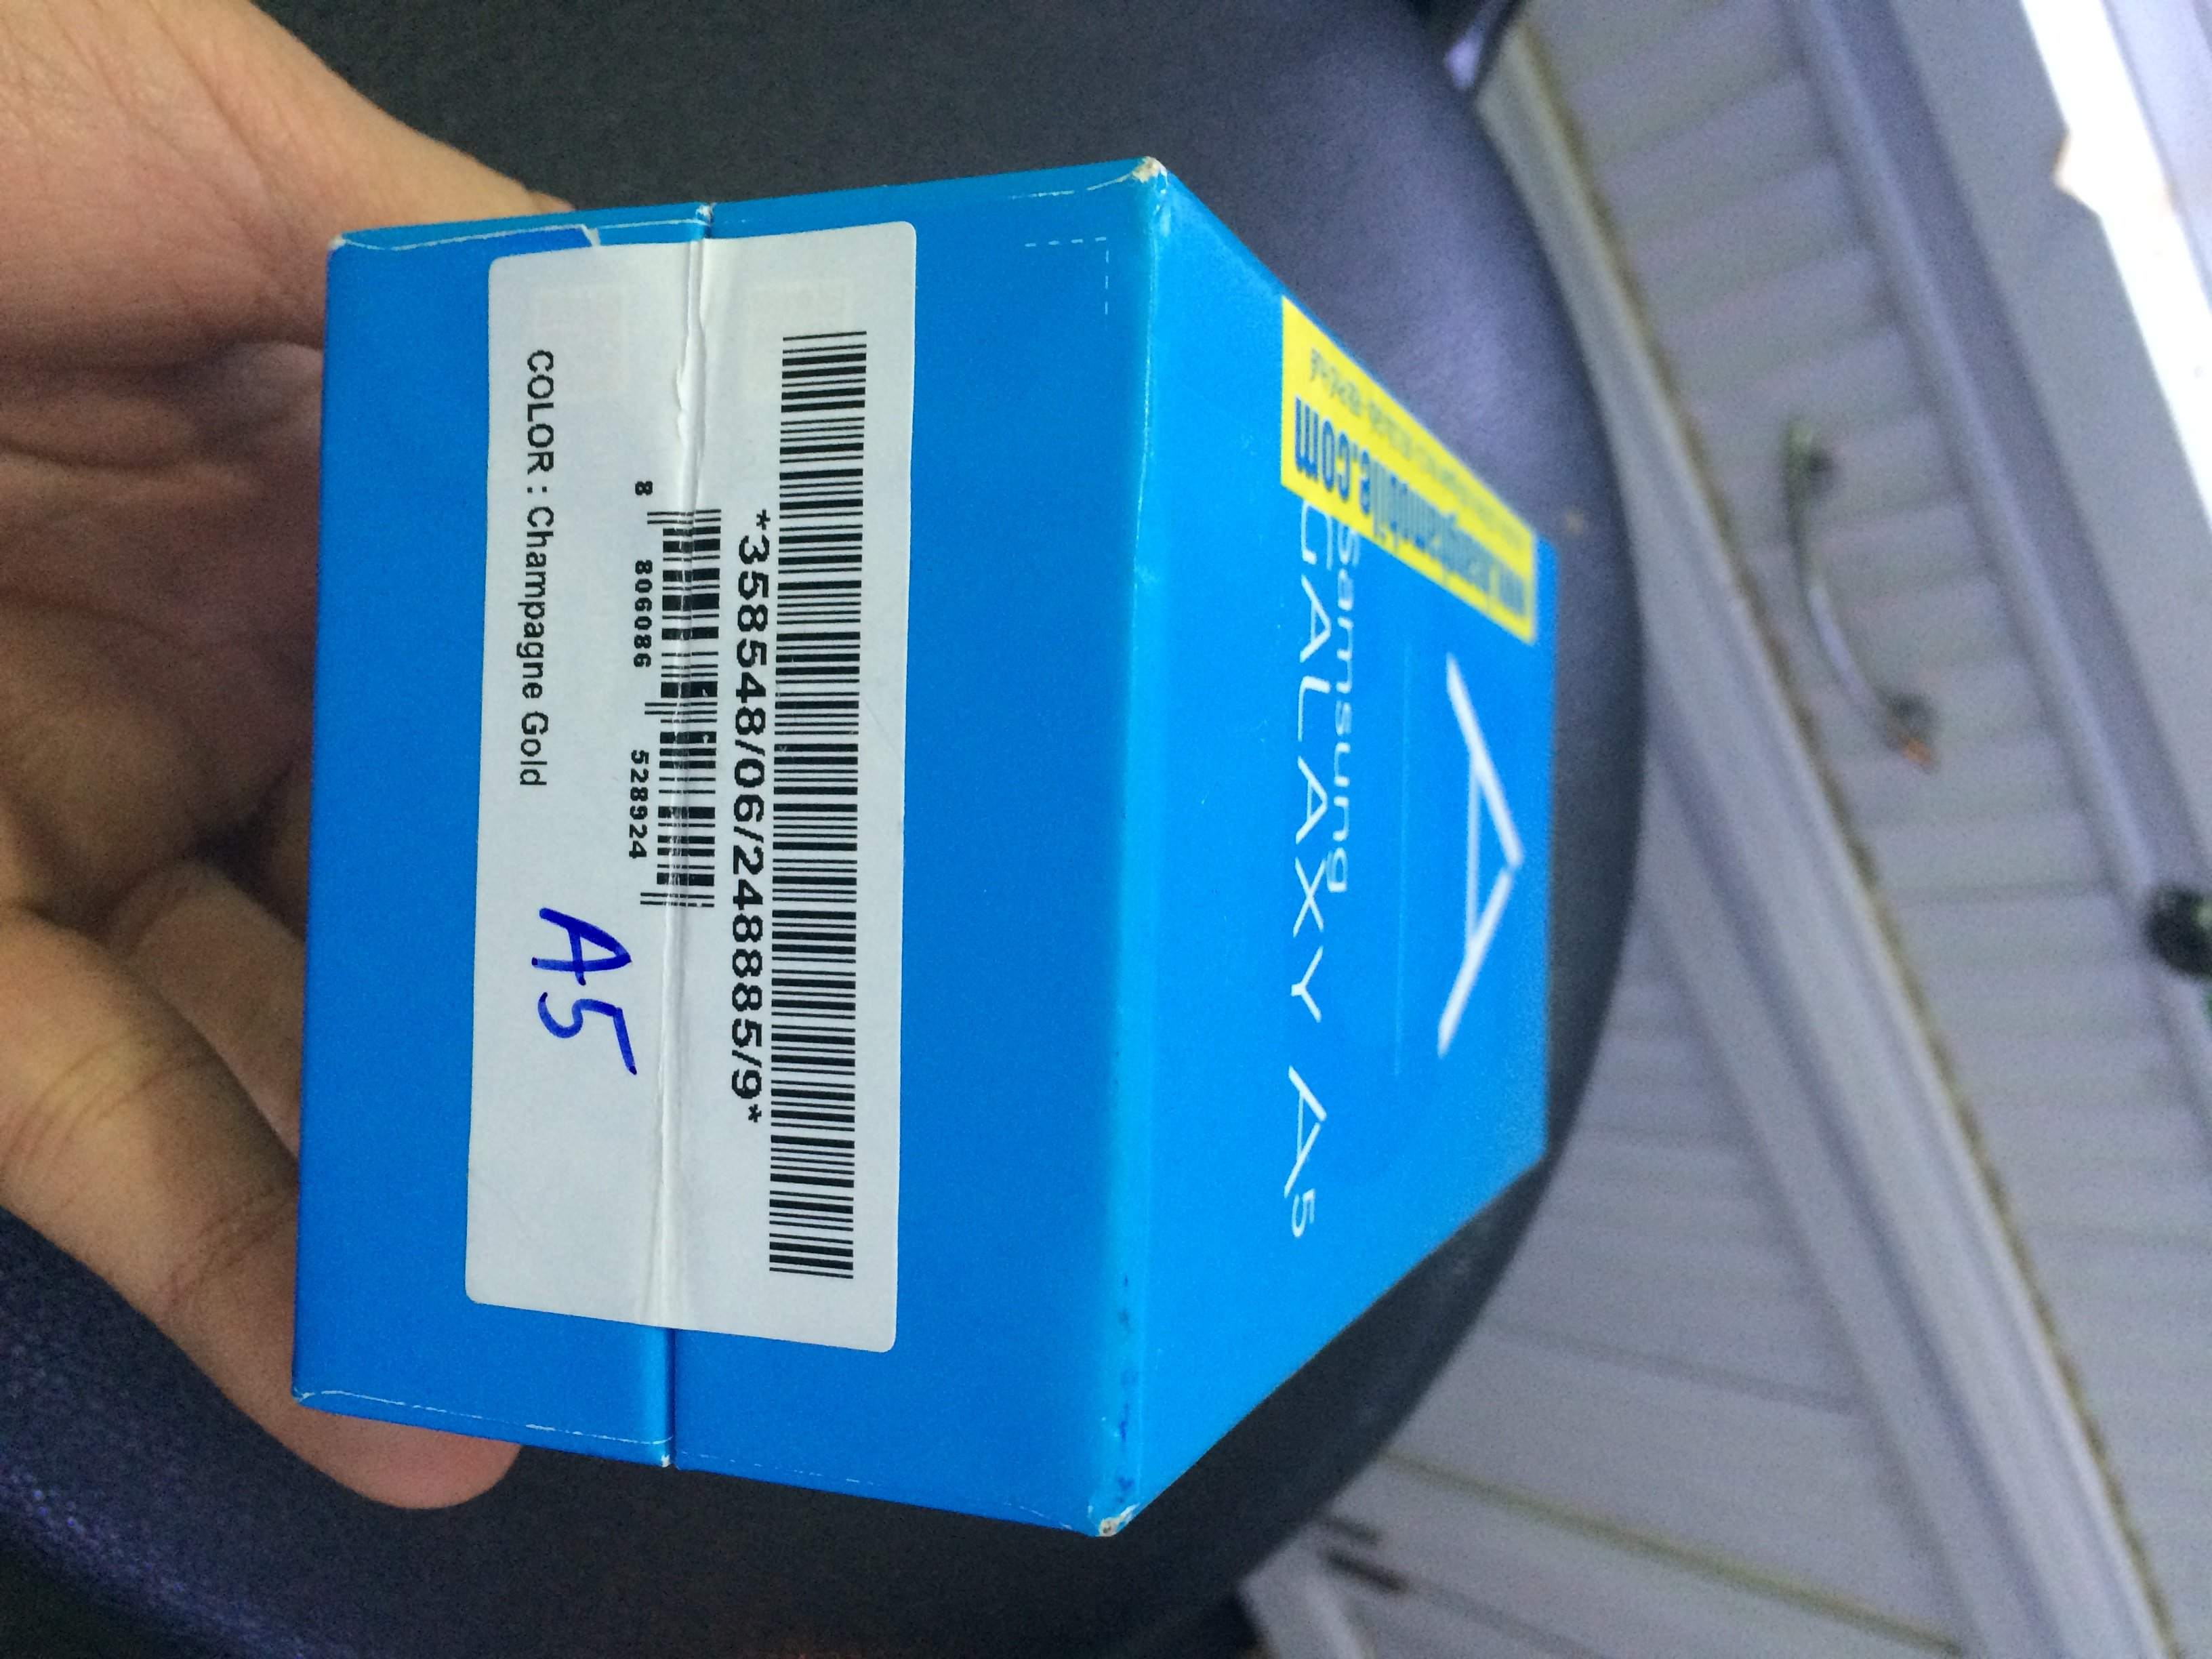 *358548/06/248885/9*
8 806086 528924
COLOR : Champagne Gold
A5
A
Samsung
GALAXY A5